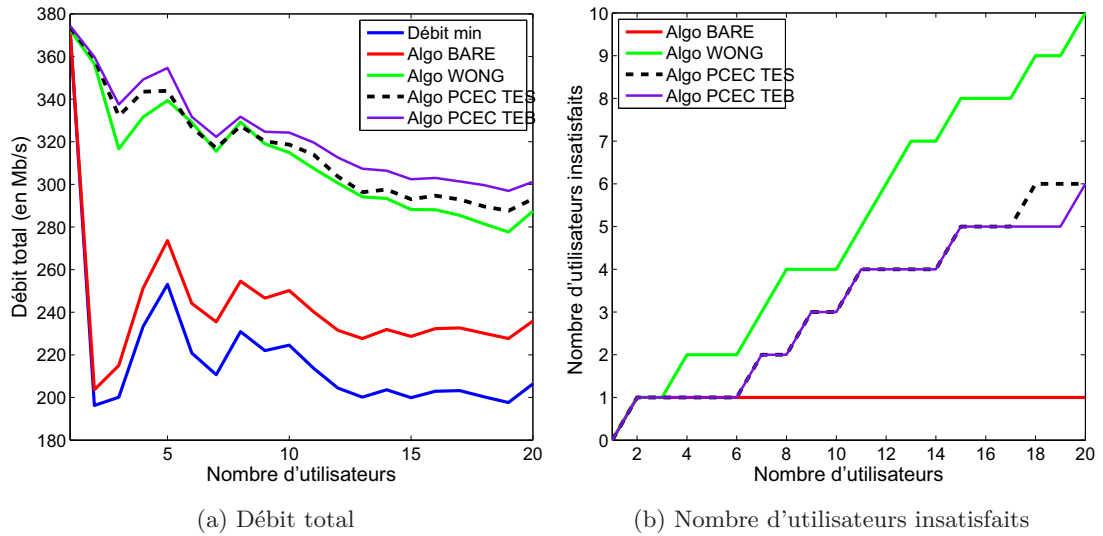 380
360
340
320
300
280
260
240
220
200
180
Débit total (en Mb/s)
5
10
15
20
Nombre d'utilisateurs
Débit min
Algo BARE
Algo WONG
Algo PCEC TES
Algo PCEC TEB
(a) Débit total
10
9
8
7
6
5
4
3
2
1
0
Nombre d'utilisateurs insatisfaits
2
4
6
8
10
12
14
16
18
20
Nombre d'utilisateurs
Algo BARE
Algo WONG
Algo PCEC TES
Algo PCEC TEB
(b) Nombre d'utilisateurs insatisfaits